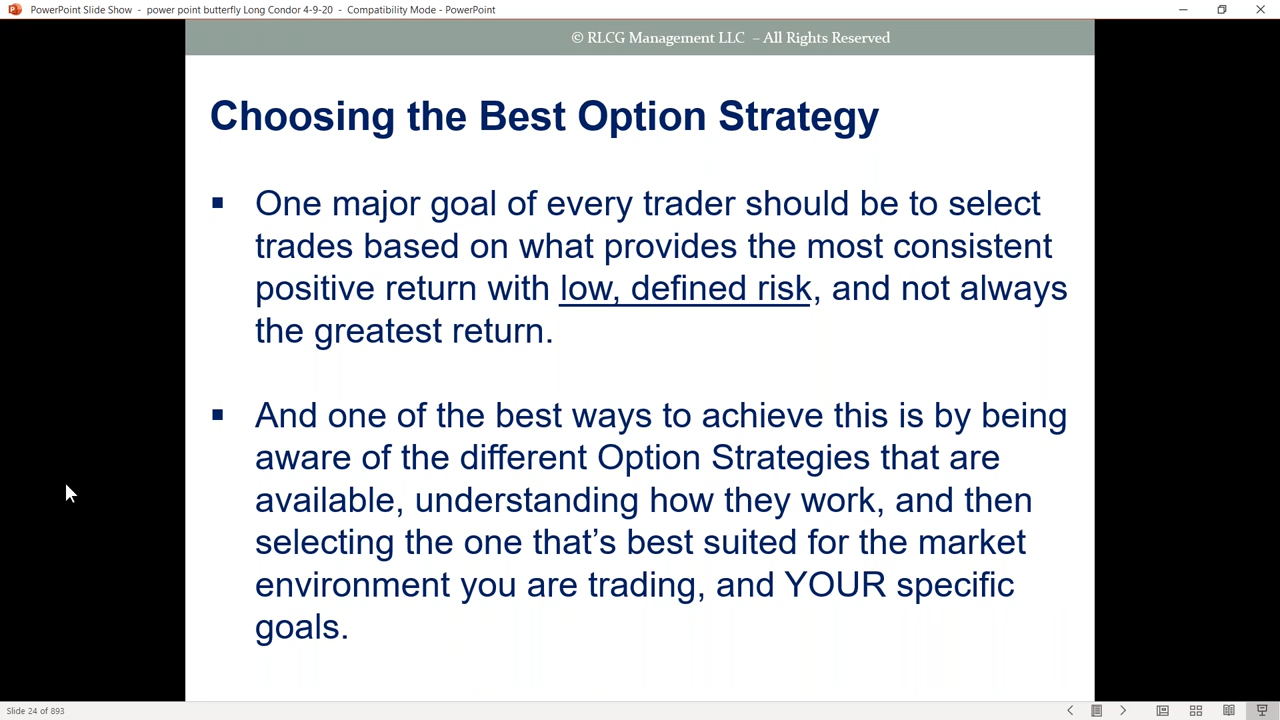 PowerPoint Slide Show - power point butterfly Long Condor 4-9-20 - Compatibility Mode - PowerPoint
© RLCG Management LLC – All Rights Reserved
Choosing the Best Option Strategy
▪ One major goal of every trader should be to select
trades based on what provides the most consistent
positive return with low, defined risk, and not always
the greatest return.
▪ And one of the best ways to achieve this is by being
aware of the different Option Strategies that are
available, understanding how they work, and then
selecting the one that’s best suited for the market
environment you are trading, and YOUR specific
goals.
Slide 24 of 893